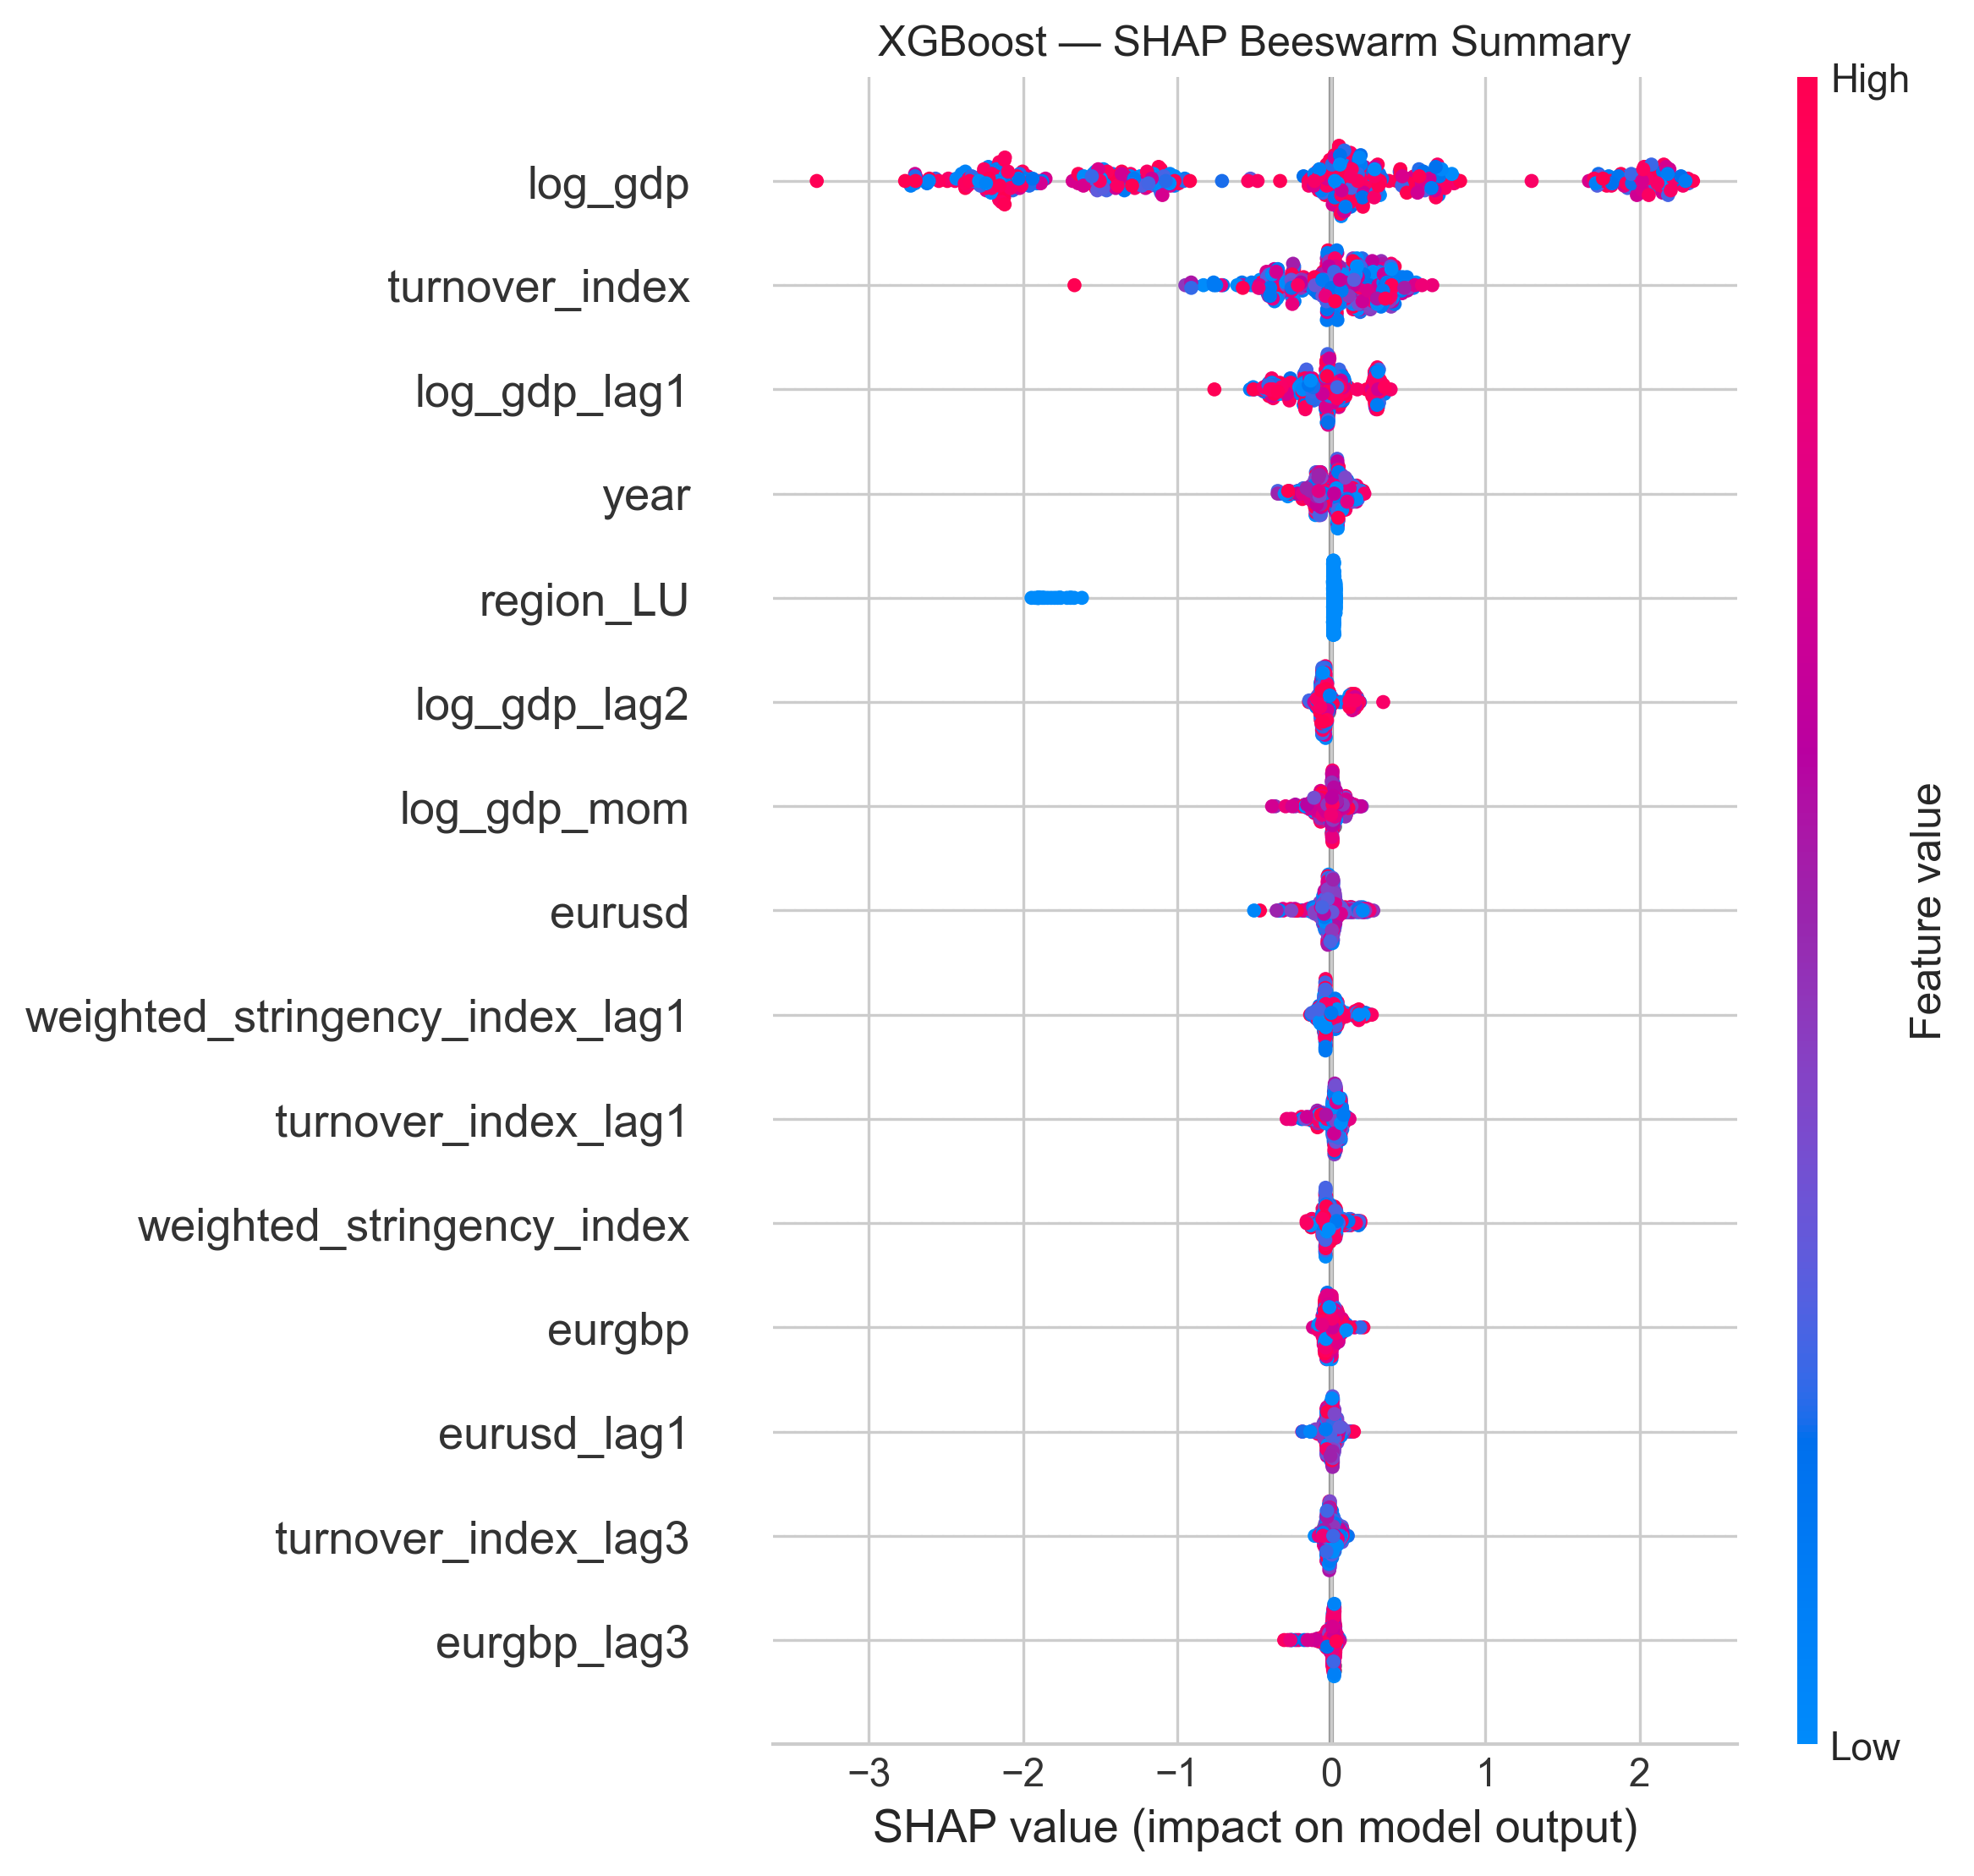 XGBoost — SHAP Beeswarm Summary
High
log_gdp
turnover_index
log_gdp_lag1
year
region_LU
log_gdp_lag2
log_gdp_mom
eurusd
weighted_stringency_index_lag1
turnover_index_lag1
weighted_stringency_index
eurgbp
eurusd_lag1
turnover_index_lag3
eurgbp_lag3
Feature value
Low
−3 −2 −1 0 1 2
SHAP value (impact on model output)